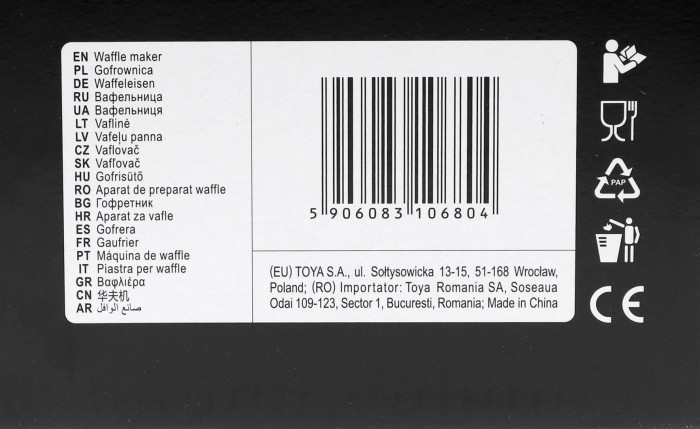 EN Waffle maker
PL Gofrownica
DE Waffeleisen
RU Вафельница
UA Вафельниця
LT Vaflinė
LV Vafeļu panna
CZ Vaflovač
SK Vafľovač
HU Gofrisütő
RO Aparat de preparat waffle
BG Гофретник
HR Aparat za vafle
ES Gofrera
FR Gaufrier
PT Máquina de waffle
IT Piastra per waffle
GR Βαφλιέρα
CN 华夫机
AR صانع الوافل
5 906083 106804
(EU) TOYA S.A., ul. Sołtysowicka 13-15, 51-168 Wrocław,
Poland; (RO) Importator: Toya Romania SA, Soseaua
Odai 109-123, Sector 1, Bucuresti, Romania; Made in China
PAP
CE